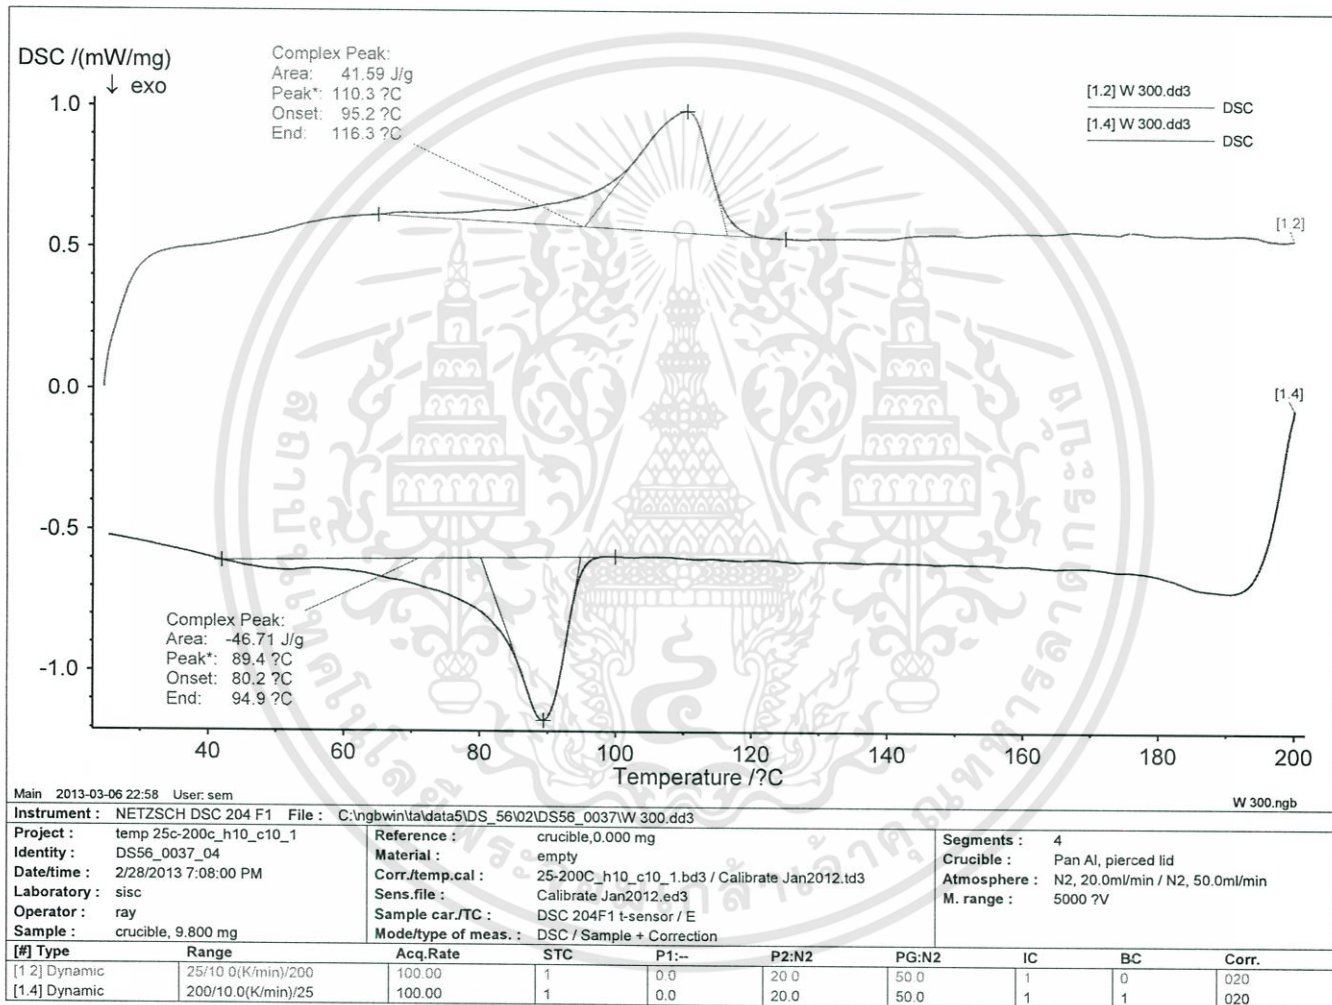 DSC /(mW/mg)
↓ exo
Complex Peak:
Area: 41.59 J/g
Peak*: 110.3 ?C
Onset: 95.2 ?C
End: 116.3 ?C
[1.2] W 300.dd3
DSC
[1.4] W 300.dd3
DSC
1.0
0.5
[1.2]
0.0
[1.4]
-0.5
Complex Peak:
Area: -46.71 J/g
Peak*: 89.4 ?C
Onset: 80.2 ?C
End: 94.9 ?C
-1.0
40 60 80 100 120 140 160 180 200
Temperature /?C
Main 2013-03-06 22:58 User: sem
W 300.ngb
Instrument : NETZSCH DSC 204 F1 File : C:\ngbwin\ta\data5\DS_56\02\DS56_0037\W 300.dd3
Project : temp 25c-200c_h10_c10_1 Reference : crucible,0.000 mg Segments : 4
Identity : DS56_0037_04 Material : empty Crucible : Pan Al, pierced lid
Date/time : 2/28/2013 7:08:00 PM Corr./temp.cal : 25-200C_h10_c10_1.bd3 / Calibrate Jan2012.td3 Atmosphere : N2, 20.0ml/min / N2, 50.0ml/min
Laboratory : sisc Sens.file : Calibrate Jan2012.ed3 M. range : 5000 ?V
Operator : ray Sample car./TC : DSC 204F1 t-sensor / E
Sample : crucible, 9.800 mg Mode/type of meas. : DSC / Sample + Correction
[#] Type Range Acq.Rate STC P1:-- P2:N2 PG:N2 IC BC Corr.
[1 2] Dynamic 25/10 0(K/min)/200 100.00 1 0.0 20.0 50.0 1 0 020
[1.4] Dynamic 200/10.0(K/min)/25 100.00 1 0.0 20.0 50.0 1 1 020